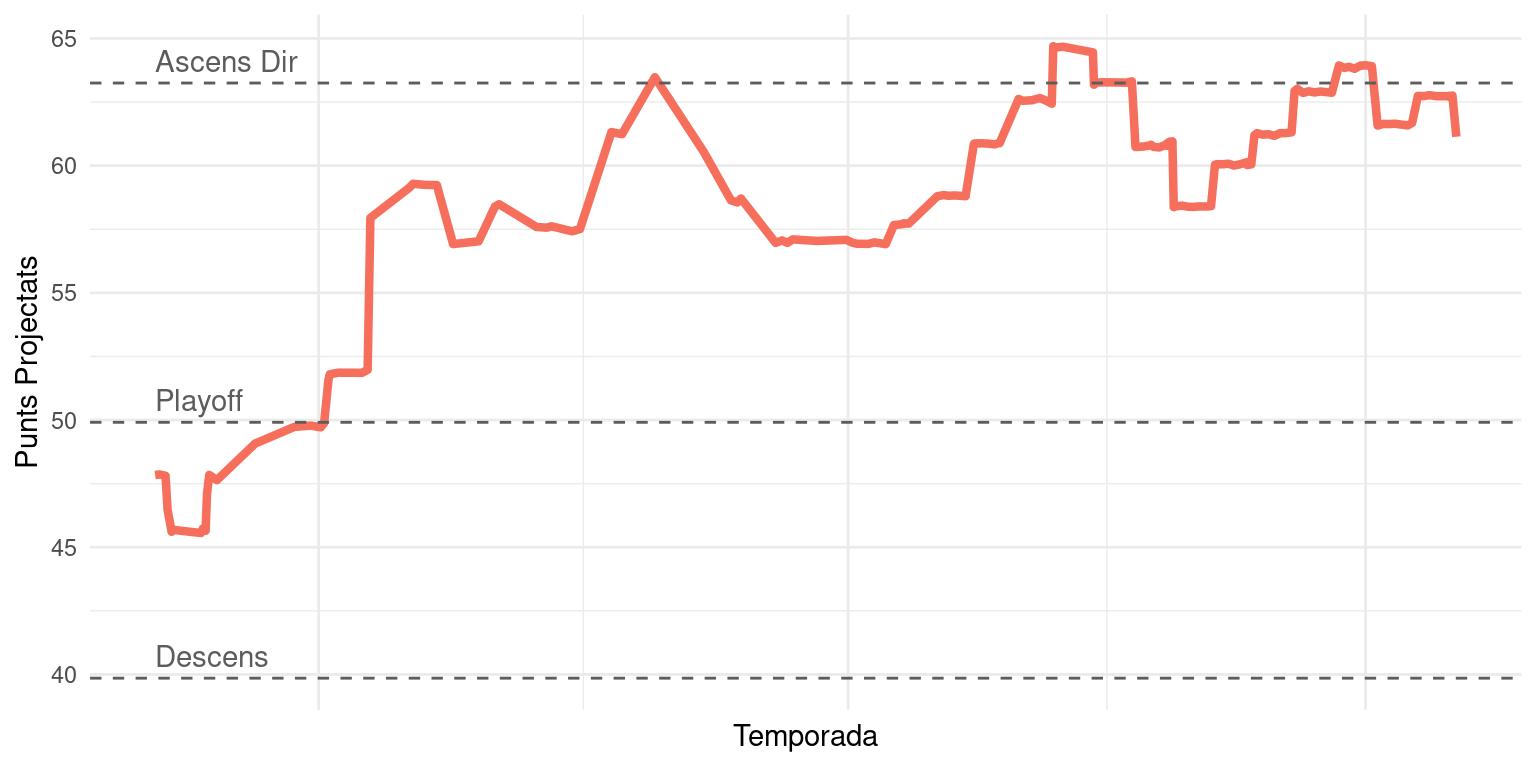 65
Ascens Dir
60
55
Punts Projectats
Playoff
50
45
Descens
40
Temporada